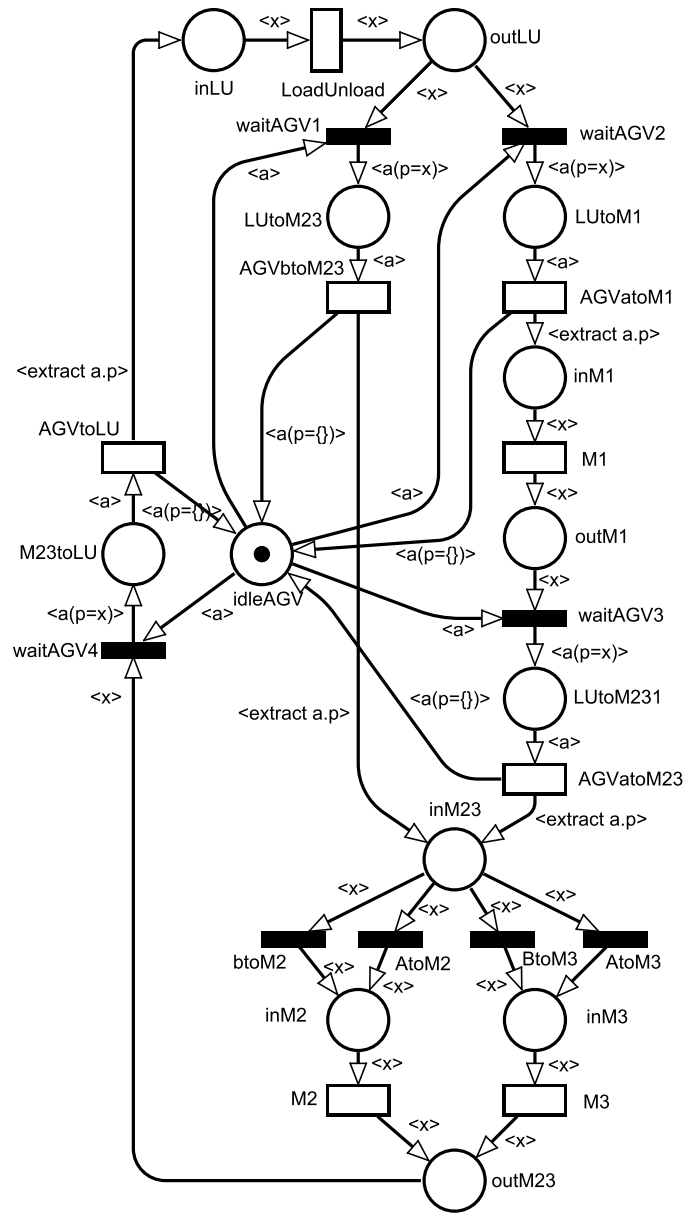 <x>
<x>
outLU
inLU
LoadUnload
<x>
<x>
waitAGV1
waitAGV2
<a>
<a(p=x)>
<a(p=x)>
LUtoM23
LUtoM1
AGVbtoM23
<a>
<a>
AGVatoM1
<extract a.p>
<extract a.p>
inM1
<x>
AGVtoLU
<a(p={})>
M1
<a>
<a>
<x>
<a(p={})>
outM1
M23toLU
<a(p={})>
<x>
idleAGV
<a(p=x)>
<a>
<a>
waitAGV3
waitAGV4
<a(p=x)>
<x>
<extract a.p>
<a(p={})>
LUtoM231
<a>
AGVatoM23
inM23
<extract a.p>
<x>
<x>
<x>
<x>
btoM2
<x>
AtoM2
BtoM3
AtoM3
<x>
<x>
inM2
inM3
<x>
<x>
M2
M3
<x>
<x>
outM23